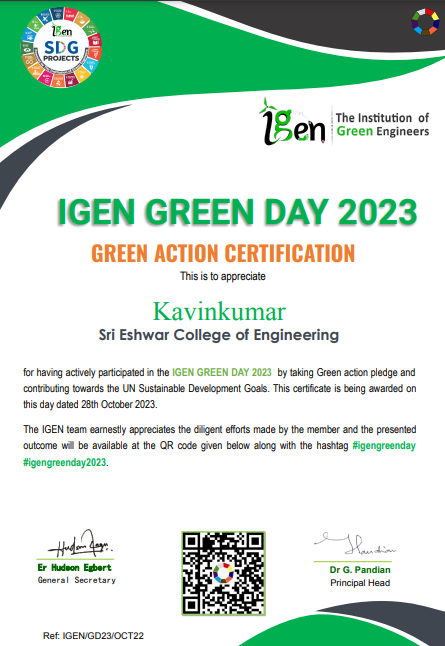 igen
SDG
PROJECTS
igen
The Institution of
Green Engineers
IGEN GREEN DAY 2023
GREEN ACTION CERTIFICATION
This is to appreciate
Kavinkumar
Sri Eshwar College of Engineering
for having actively participated in the IGEN GREEN DAY 2023 by taking Green action pledge and
contributing towards the UN Sustainable Development Goals. This certificate is being awarded on
this day dated 28th October 2023.
The IGEN team earnestly appreciates the diligent efforts made by the member and the presented
outcome will be available at the QR code given below along with the hashtag #igengreenday
#igengreenday2023.
Er Hudson Egbert
General Secretary
Dr G. Pandian
Principal Head
Ref: IGEN/GD23/OCT22